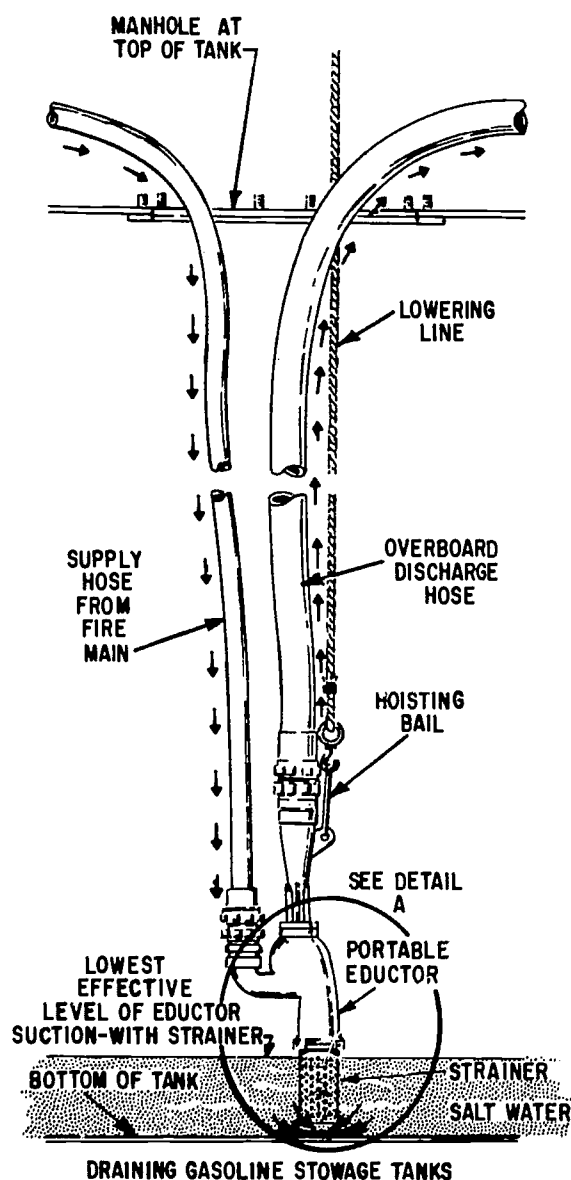 MANHOLE AT
TOP OF TANK
LOWERING
LINE
SUPPLY
HOSE
FROM
FIRE
MAIN
OVERBOARD
DISCHARGE
HOSE
HOISTING
BAIL
SEE DETAIL
A
PORTABLE
EDUCTOR
LOWEST
EFFECTIVE
LEVEL OF EDUCTOR
SUCTION-WITH STRAINER
BOTTOM OF TANK
STRAINER
SALT WATER
DRAINING GASOLINE STOWAGE TANKS